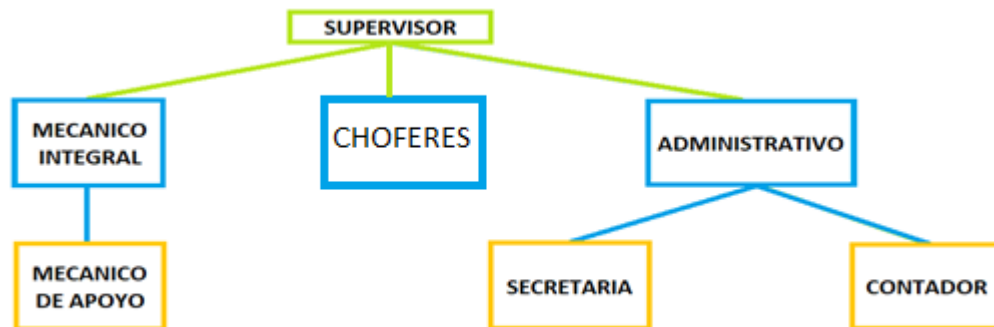 SUPERVISOR
MECANICO
INTEGRAL
CHOFERES
ADMINISTRATIVO
MECANICO
DE APOYO
SECRETARIA
CONTADOR